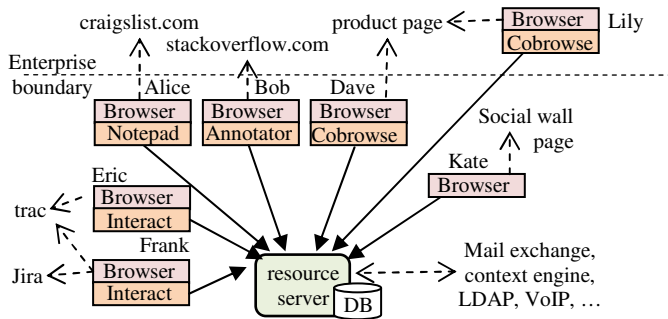 craigslist.com
stackoverflow.com
product page
Browser
Cobrowse
Lily
Enterprise
boundary
Alice
Browser
Notepad
Bob
Browser
Annotator
Dave
Browser
Cobrowse
Social wall
page
Kate
Browser
Eric
Browser
Interact
trac
Frank
Browser
Interact
Jira
resource
server
DB
Mail exchange,
context engine,
LDAP, VoIP, …